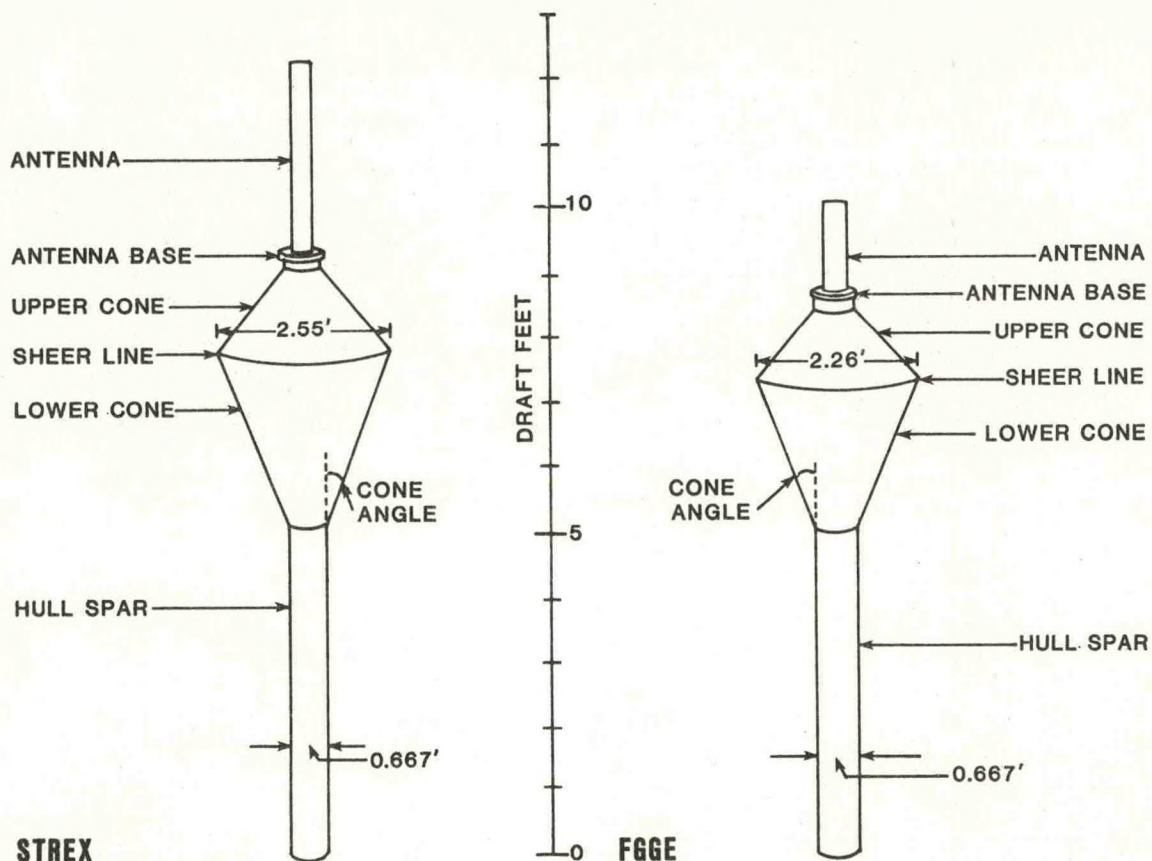 ANTENNA
ANTENNA BASE
UPPER CONE
2.55'
SHEER LINE
LOWER CONE
CONE
ANGLE
HULL SPAR
0.667'
STREX
DRAFT FEET
10
5
0
ANTENNA
ANTENNA BASE
UPPER CONE
2.26'
SHEER LINE
LOWER CONE
CONE
ANGLE
HULL SPAR
0.667'
FGGE